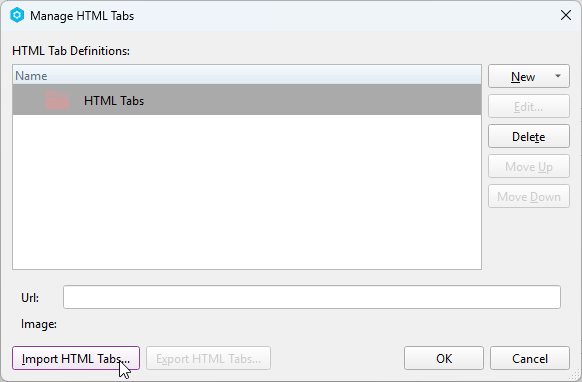 Manage HTML Tabs
HTML Tab Definitions:
Name
HTML Tabs
New
Edit...
Delete
Move Up
Move Down
Url:
Image:
Import HTML Tabs...
Export HTML Tabs...
OK
Cancel